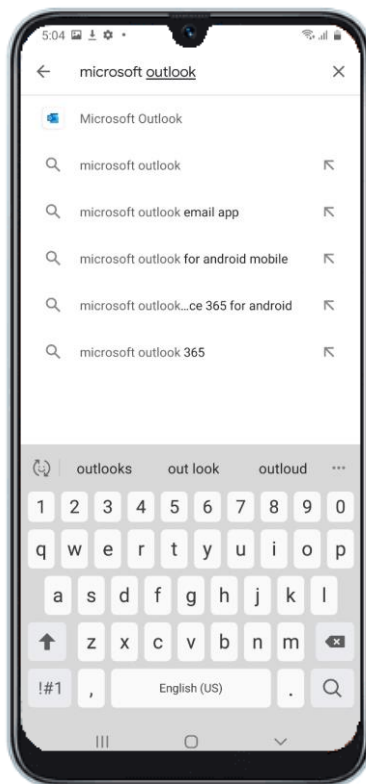 5:04
microsoft outlook
Microsoft Outlook
microsoft outlook
microsoft outlook email app
microsoft outlook for android mobile
microsoft outlook...ce 365 for android
microsoft outlook 365
outlooks out look outloud
1 2 3 4 5 6 7 8 9 0
q w e r t y u i o p
a s d f g h j k l
z x c v b n m
!#1 , English (US) .